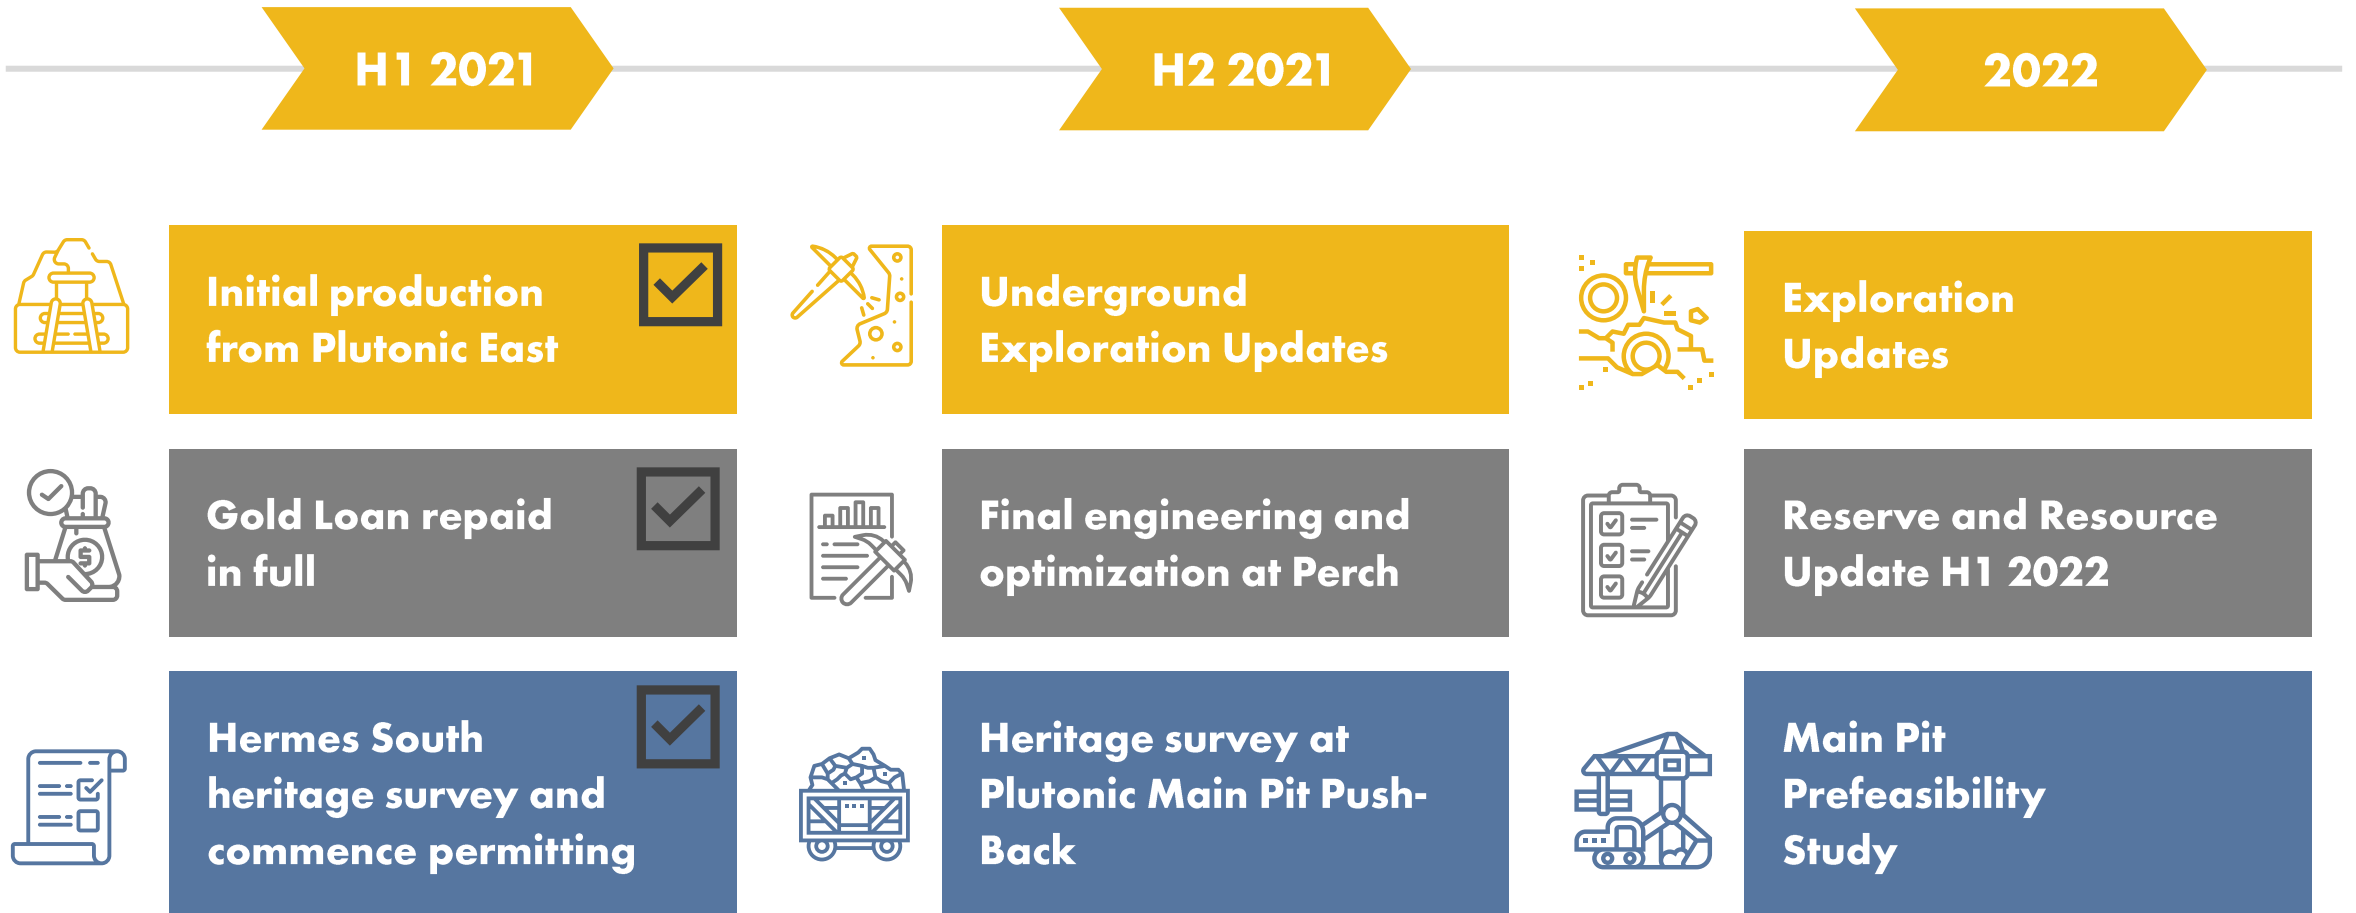 H1 2021
H2 2021
2022
Initial production
from Plutonic East
Underground
Exploration Updates
Exploration
Updates
Gold Loan repaid
in full
Final engineering and
optimization at Perch
Reserve and Resource
Update H1 2022
Hermes South
heritage survey and
commence permitting
Heritage survey at
Plutonic Main Pit Push-
Back
Main Pit
Prefeasibility
Study